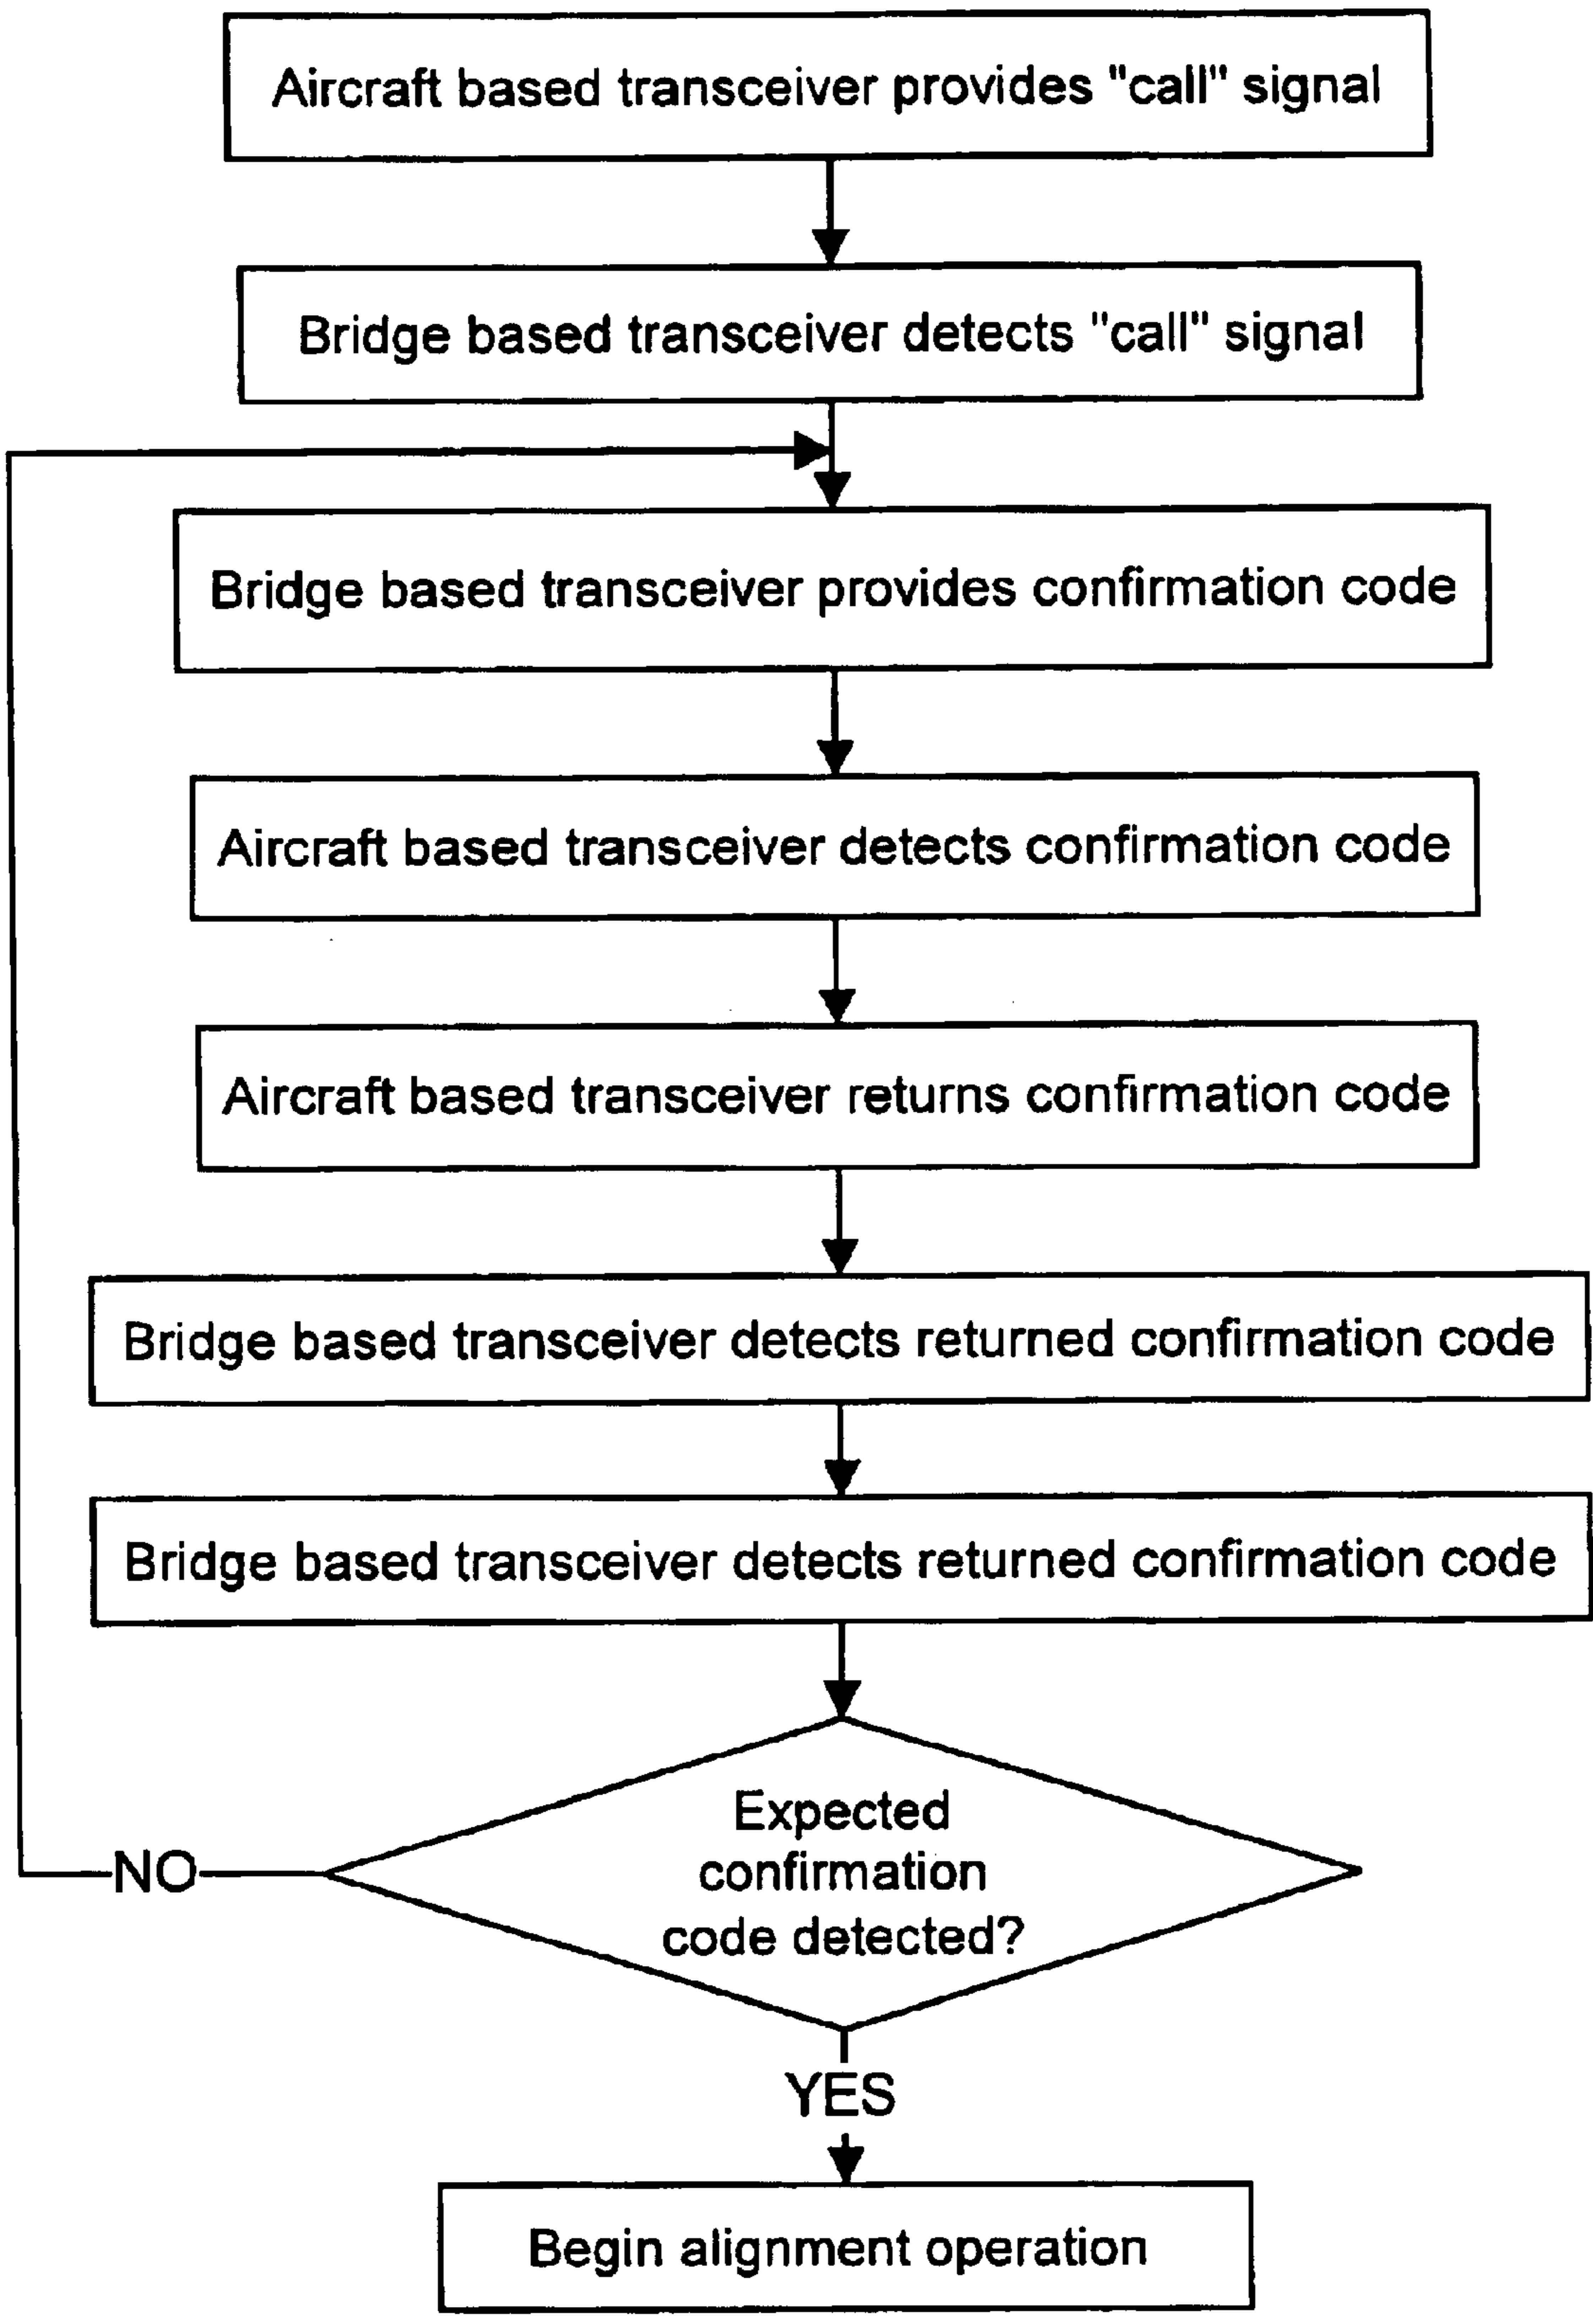 Aircraft based transceiver provides "call" signal
Bridge based transceiver detects "call" signal
Bridge based transceiver provides confirmation code
Aircraft based transceiver detects confirmation code
Aircraft based transceiver returns confirmation code
Bridge based transceiver detects returned confirmation code
Bridge based transceiver detects returned confirmation code
Expected
confirmation
code detected?
NO
YES
Begin alignment operation